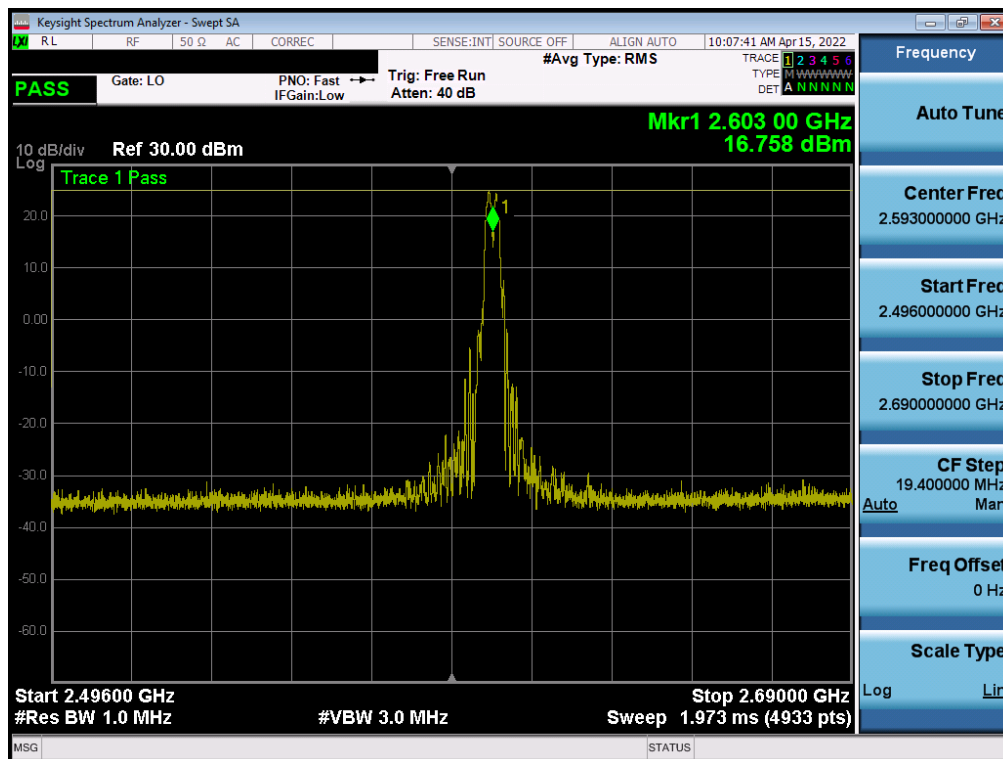 Keysight Spectrum Analyzer - Swept SA
LXI RL RF 50 Ω AC CORREC SENSE:INT SOURCE OFF ALIGN AUTO 10:07:41 AM Apr 15, 2022
#Avg Type: RMS
TRACE 1 2 3 4 5 6
TYPE M WWWWW
DET A N N N N N
PASS
Gate: LO
PNO: Fast
IFGain:Low
Trig: Free Run
Atten: 40 dB
Mkr1 2.603 00 GHz
16.758 dBm
10 dB/div
Log
Ref 30.00 dBm
Trace 1 Pass
1
20.0
10.0
0.00
-10.0
-20.0
-30.0
-40.0
-50.0
-60.0
Start 2.49600 GHz
Stop 2.69000 GHz
#Res BW 1.0 MHz
#VBW 3.0 MHz
Sweep 1.973 ms (4933 pts)
MSG
STATUS
Frequency
Auto Tune
Center Freq
2.593000000 GHz
Start Freq
2.496000000 GHz
Stop Freq
2.690000000 GHz
CF Step
19.400000 MHz
Auto Man
Freq Offset
0 Hz
Scale Type
Log Lin